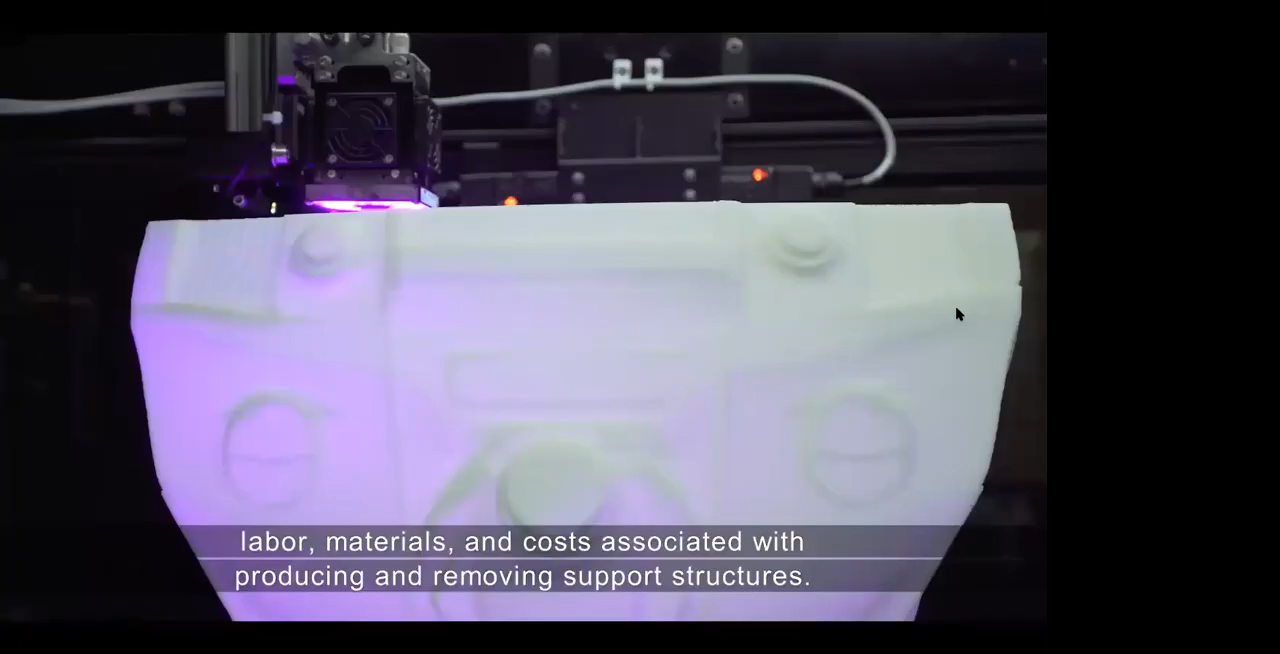 labor, materials, and costs associated with
producing and removing support structures.